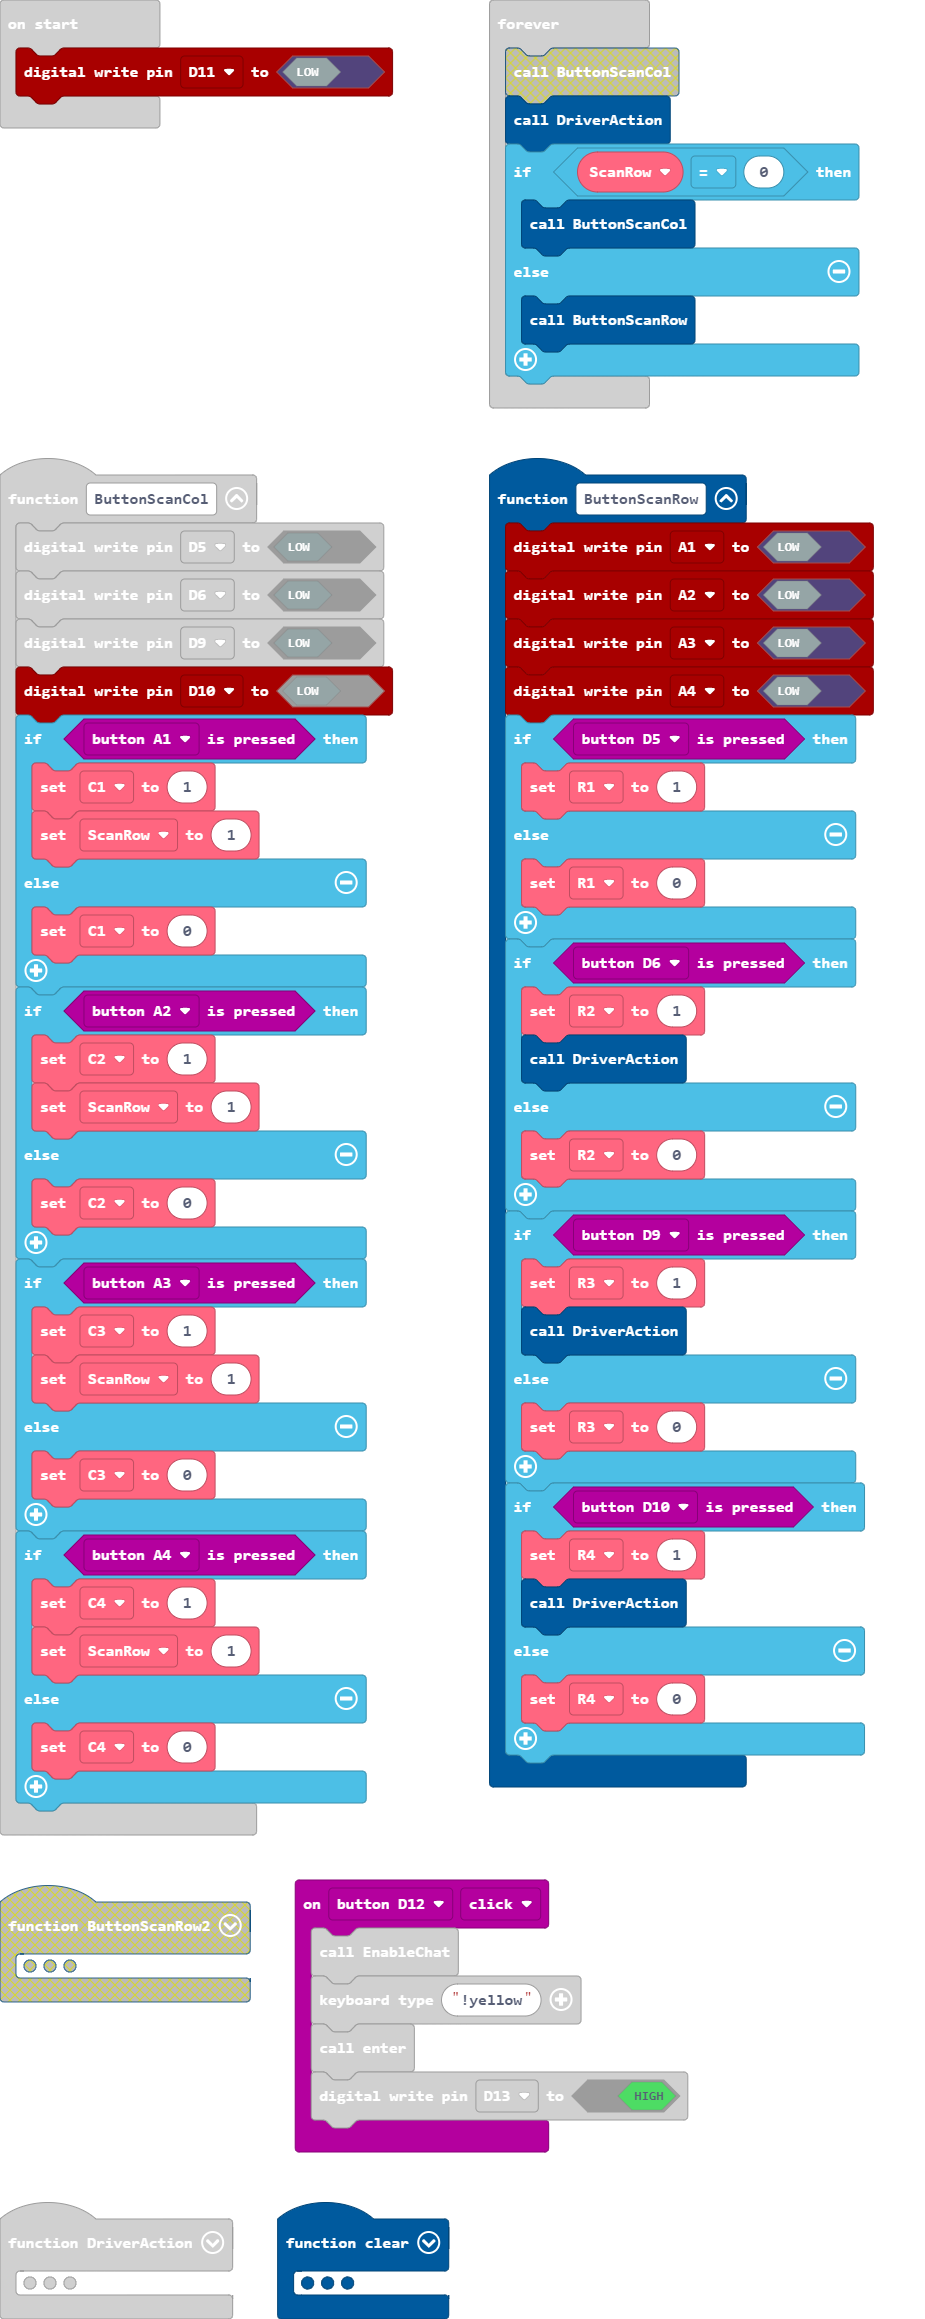 on start
digital write pin D11 to LOW
forever
call ButtonScanCol
call DriverAction
if ScanRow = 0 then
call ButtonScanCol
else
call ButtonScanRow
function ButtonScanCol
digital write pin D5 to LOW
digital write pin D6 to LOW
digital write pin D9 to LOW
digital write pin D10 to LOW
if button A1 is pressed then
set C1 to 1
set ScanRow to 1
else
set C1 to 0
if button A2 is pressed then
set C2 to 1
set ScanRow to 1
else
set C2 to 0
if button A3 is pressed then
set C3 to 1
set ScanRow to 1
else
set C3 to 0
if button A4 is pressed then
set C4 to 1
set ScanRow to 1
else
set C4 to 0
function ButtonScanRow
digital write pin A1 to LOW
digital write pin A2 to LOW
digital write pin A3 to LOW
digital write pin A4 to LOW
if button D5 is pressed then
set R1 to 1
else
set R1 to 0
if button D6 is pressed then
set R2 to 1
call DriverAction
else
set R2 to 0
if button D9 is pressed then
set R3 to 1
call DriverAction
else
set R3 to 0
if button D10 is pressed then
set R4 to 1
call DriverAction
else
set R4 to 0
function ButtonScanRow2
on button D12 click
call EnableChat
keyboard type "!yellow"
call enter
digital write pin D13 to HIGH
function DriverAction
function clear